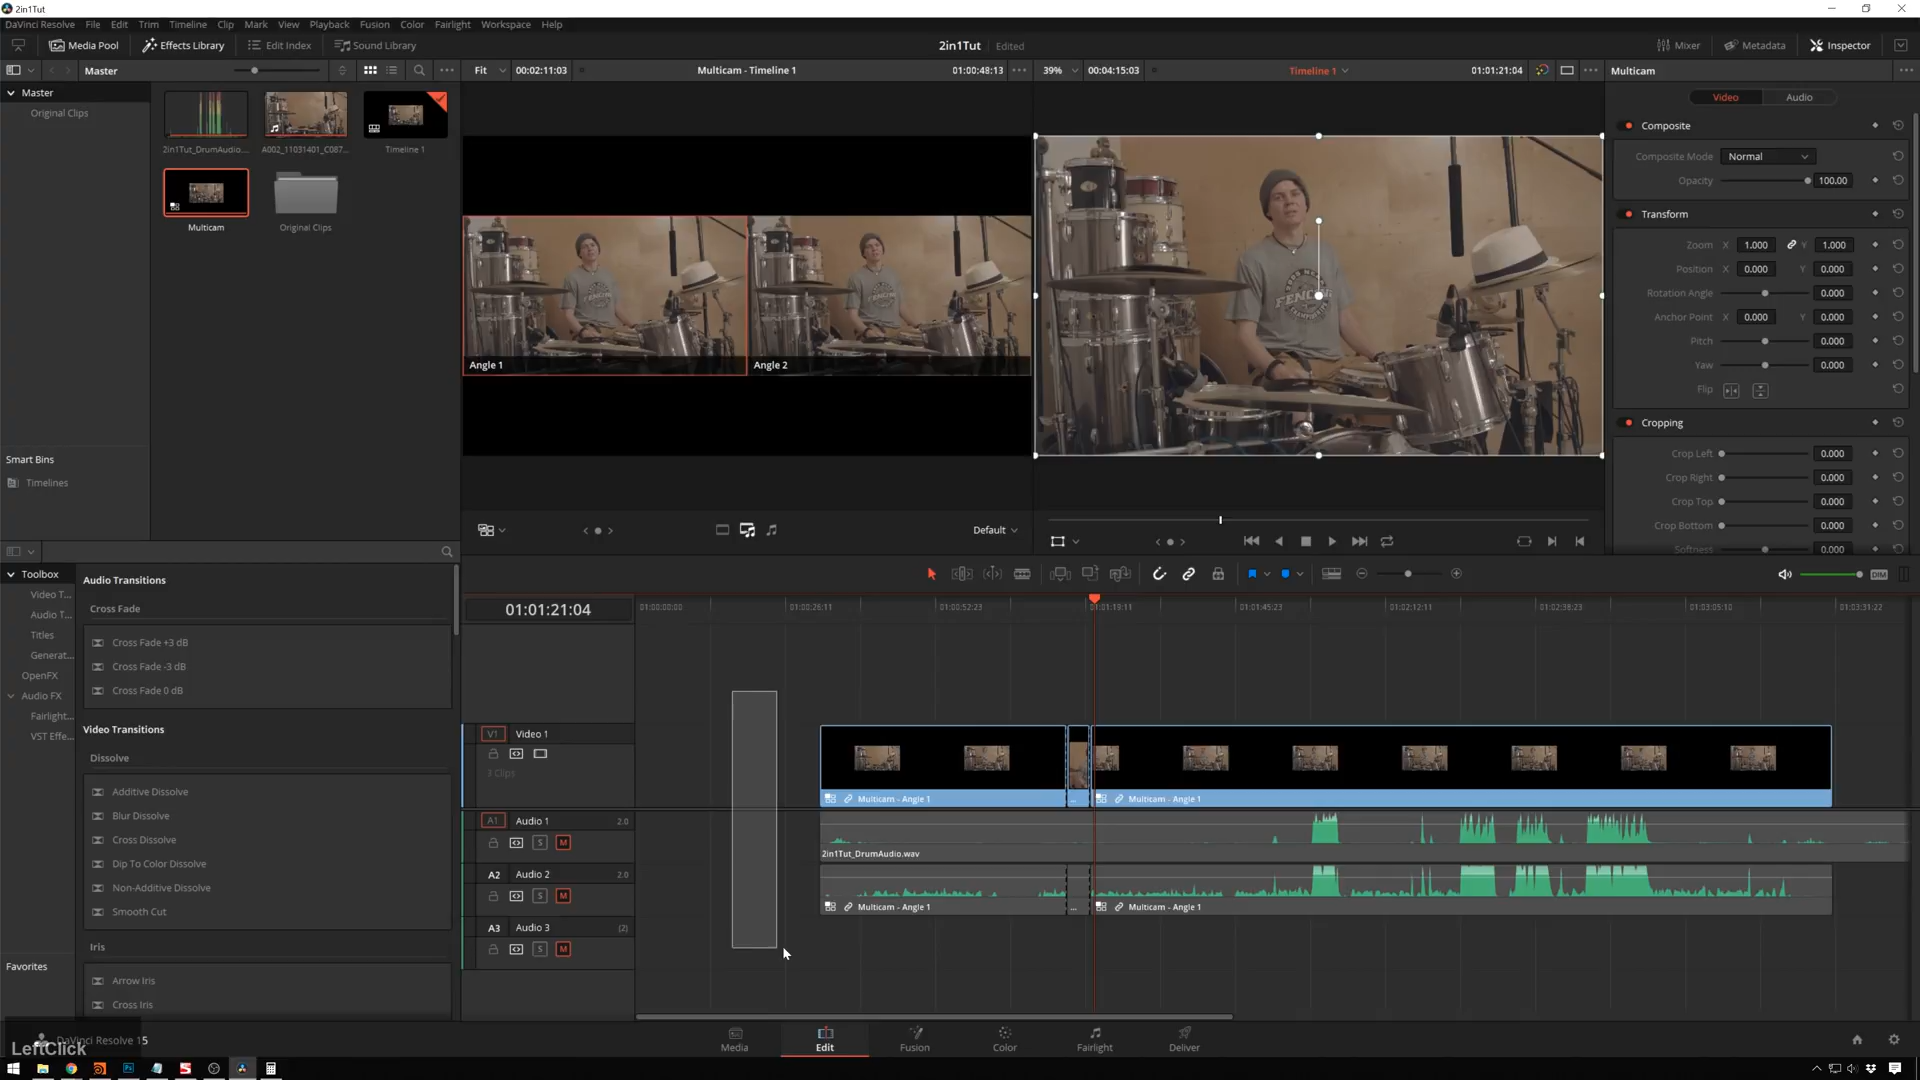 2in1Tut
DaVinci Resolve File Edit Trim Timeline Clip Mark View Playback Fusion Color Fairlight Workspace Help
Media Pool Effects Library Edit Index Sound Library 2in1Tut Edited Mixer Metadata Inspector
Master Fit 00:02:11:03 Multicam - Timeline 1 01:00:48:13 39% 00:04:15:03 Timeline 1 01:01:21:04 Multicam
Master
Original Clips
2in1Tut_DrumAudio... A002_11031401_C087... Timeline 1
Multicam Original Clips
Angle 1 Angle 2
Video Audio
Composite
Composite Mode Normal
Opacity 100.00
Transform
Zoom X 1.000 Y 1.000
Position X 0.000 Y 0.000
Rotation Angle 0.000
Anchor Point X 0.000 Y 0.000
Pitch 0.000
Yaw 0.000
Flip
Cropping
Crop Left 0.000
Crop Right 0.000
Crop Top 0.000
Crop Bottom 0.000
Softness 0.000
Smart Bins
Timelines
Default
Toolbox
Video T...
Audio T...
Titles
Generat...
OpenFX
Audio FX
Fairlight...
VST Effe...
Favorites
Audio Transitions
Cross Fade
Cross Fade +3 dB
Cross Fade -3 dB
Cross Fade 0 dB
Video Transitions
Dissolve
Additive Dissolve
Blur Dissolve
Cross Dissolve
Dip To Color Dissolve
Non-Additive Dissolve
Smooth Cut
Iris
Arrow Iris
Cross Iris
DIM
01:01:21:04 01:00:00:00 01:00:26:11 01:00:52:23 01:01:19:11 01:01:45:23 01:02:12:11 01:02:38:23 01:03:05:10 01:03:31:22
V1 Video 1
3 Clips
Multicam - Angle 1 ... Multicam - Angle 1
A1 Audio 1 2.0
S M
2in1Tut_DrumAudio.wav
A2 Audio 2 2.0
S M
Multicam - Angle 1 ... Multicam - Angle 1
A3 Audio 3 (2)
S M
DaVinci Resolve 15
LeftClick
Media Edit Fusion Color Fairlight Deliver